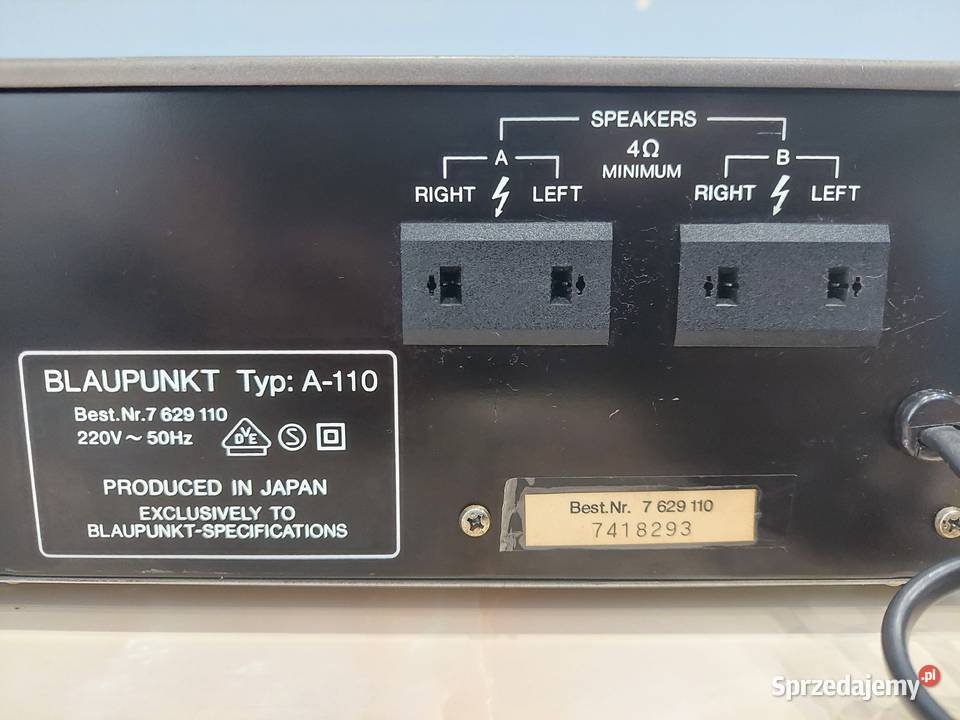 SPEAKERS
4Ω
MINIMUM
A
RIGHT LEFT
B
RIGHT LEFT
BLAUPUNKT Typ: A-110
Best.Nr.7 629 110
220V ~ 50Hz DVE S
PRODUCED IN JAPAN
EXCLUSIVELY TO
BLAUPUNKT-SPECIFICATIONS
Best.Nr. 7 629 110
7418293
Sprzedajemy.pl